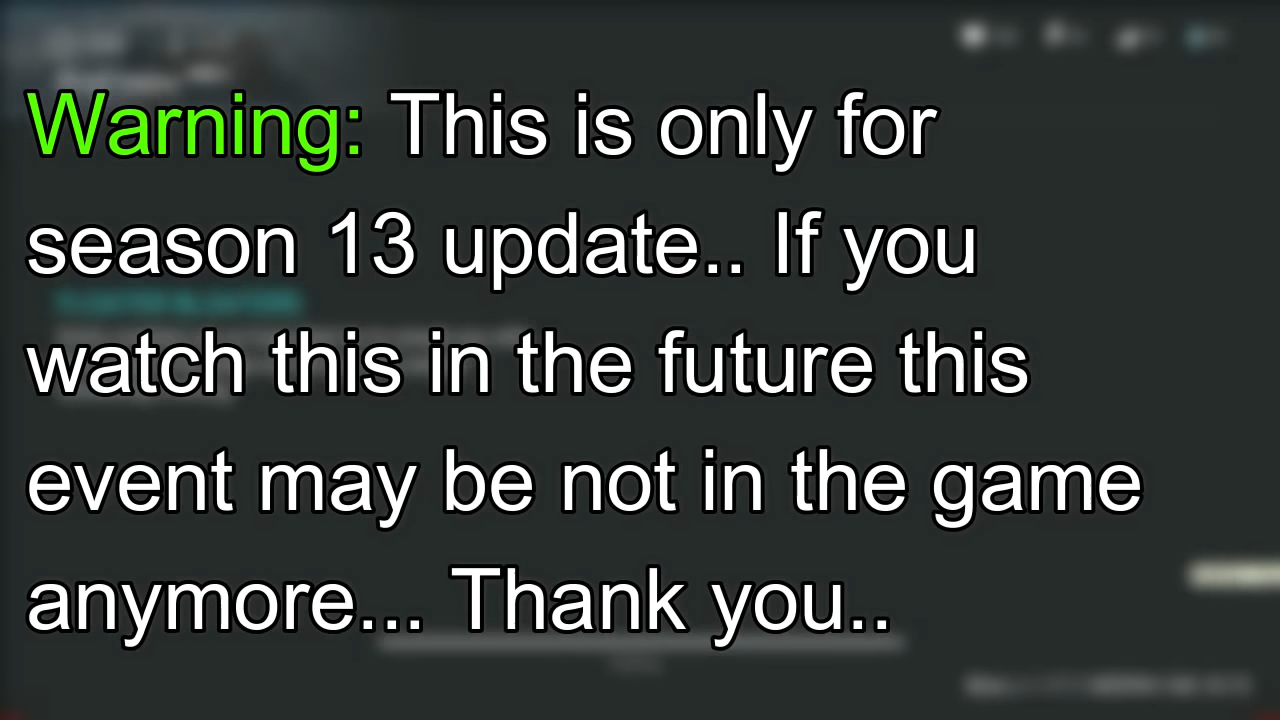 Warning: This is only for
season 13 update.. If you
watch this in the future this
event may be not in the game
anymore... Thank you..